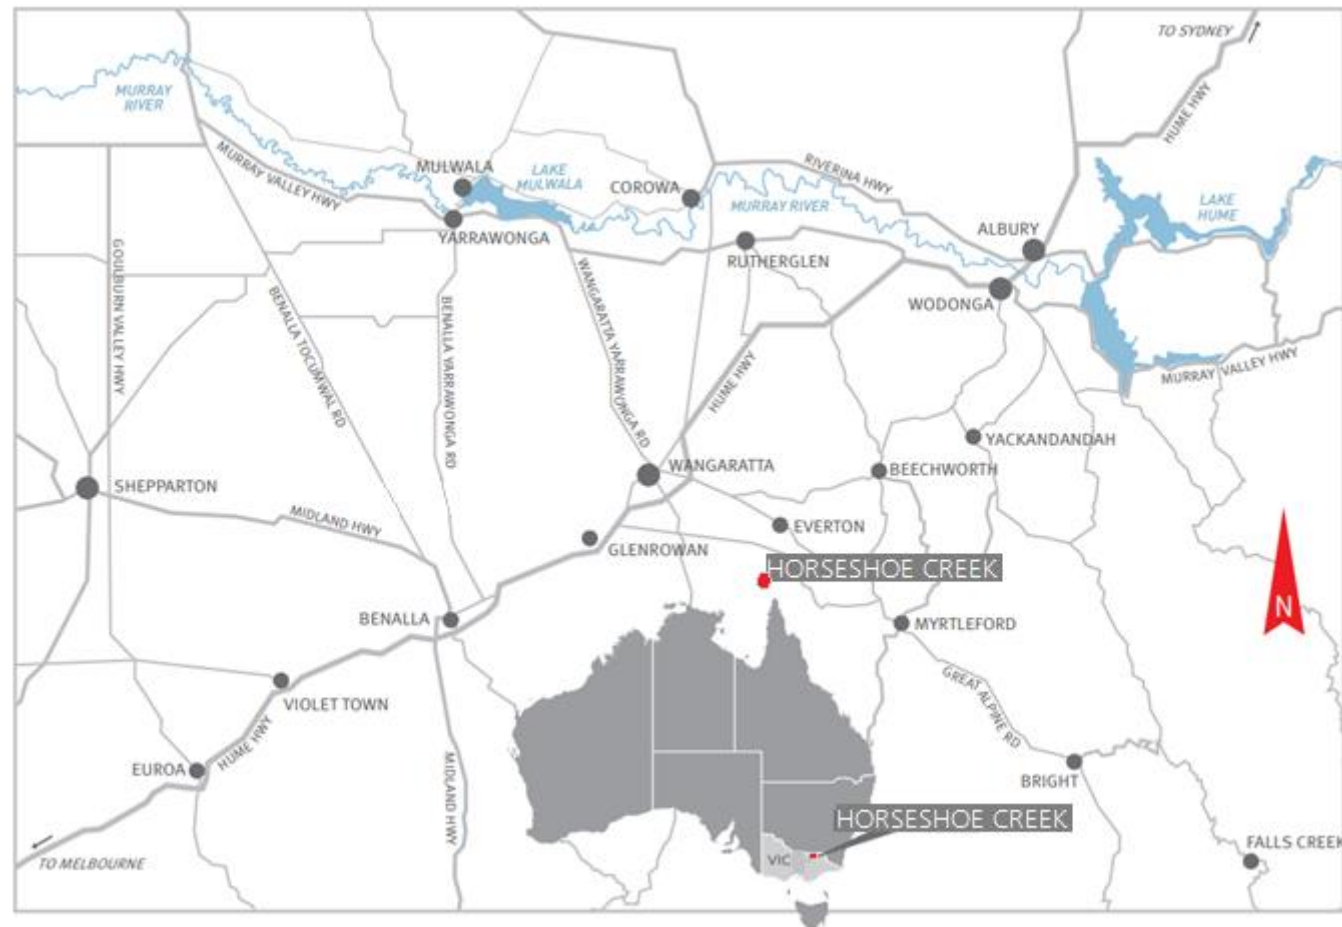 TO SYDNEY
HUME HWY
MURRAY
RIVER
MURRAY VALLEY HWY
MULWALA
LAKE
MULWALA
COROWA
RIVERINA HWY
MURRAY RIVER
LAKE
HUME
ALBURY
YARRAWONGA
RUTHERGLEN
WODONGA
GOULBURN VALLEY HWY
BENALLA TOCUMWAL RD
BENALLA YARRAWONGA RD
WANGARATTA YARRAWONGA RD
HUME HWY
MURRAY VALLEY HWY
YACKANDANDAH
WANGARATTA
BEECHWORTH
SHEPPARTON
MIDLAND HWY
EVERTON
GLENROWAN
HORSESHOE CREEK
N
BENALLA
MYRTLEFORD
VIOLET TOWN
GREAT ALPINE RD
EUROA
HUME HWY
MIDLAND HWY
BRIGHT
HORSESHOE CREEK
FALLS CREEK
VIC
TO MELBOURNE